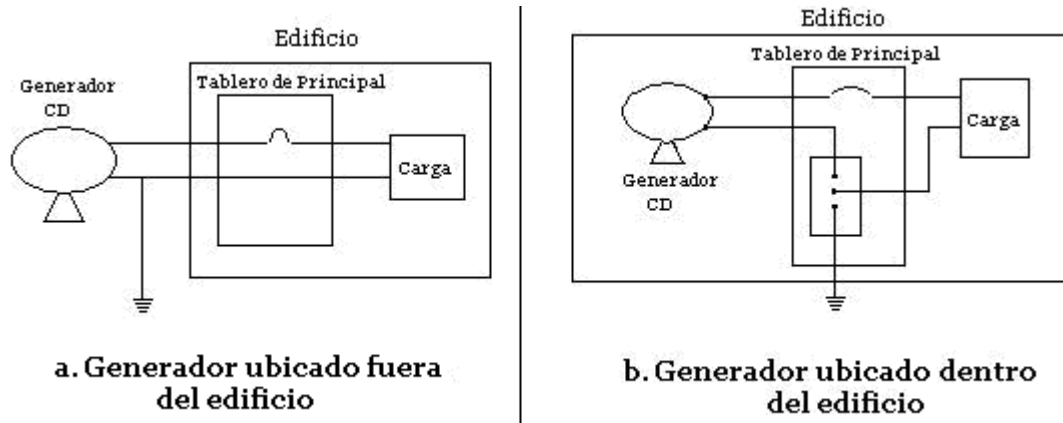 Edificio
Generador
CD
Tablero de Principal
Carga
a. Generador ubicado fuera
del edificio
Edificio
Tablero de Principal
Generador
CD
Carga
b. Generador ubicado dentro
del edificio